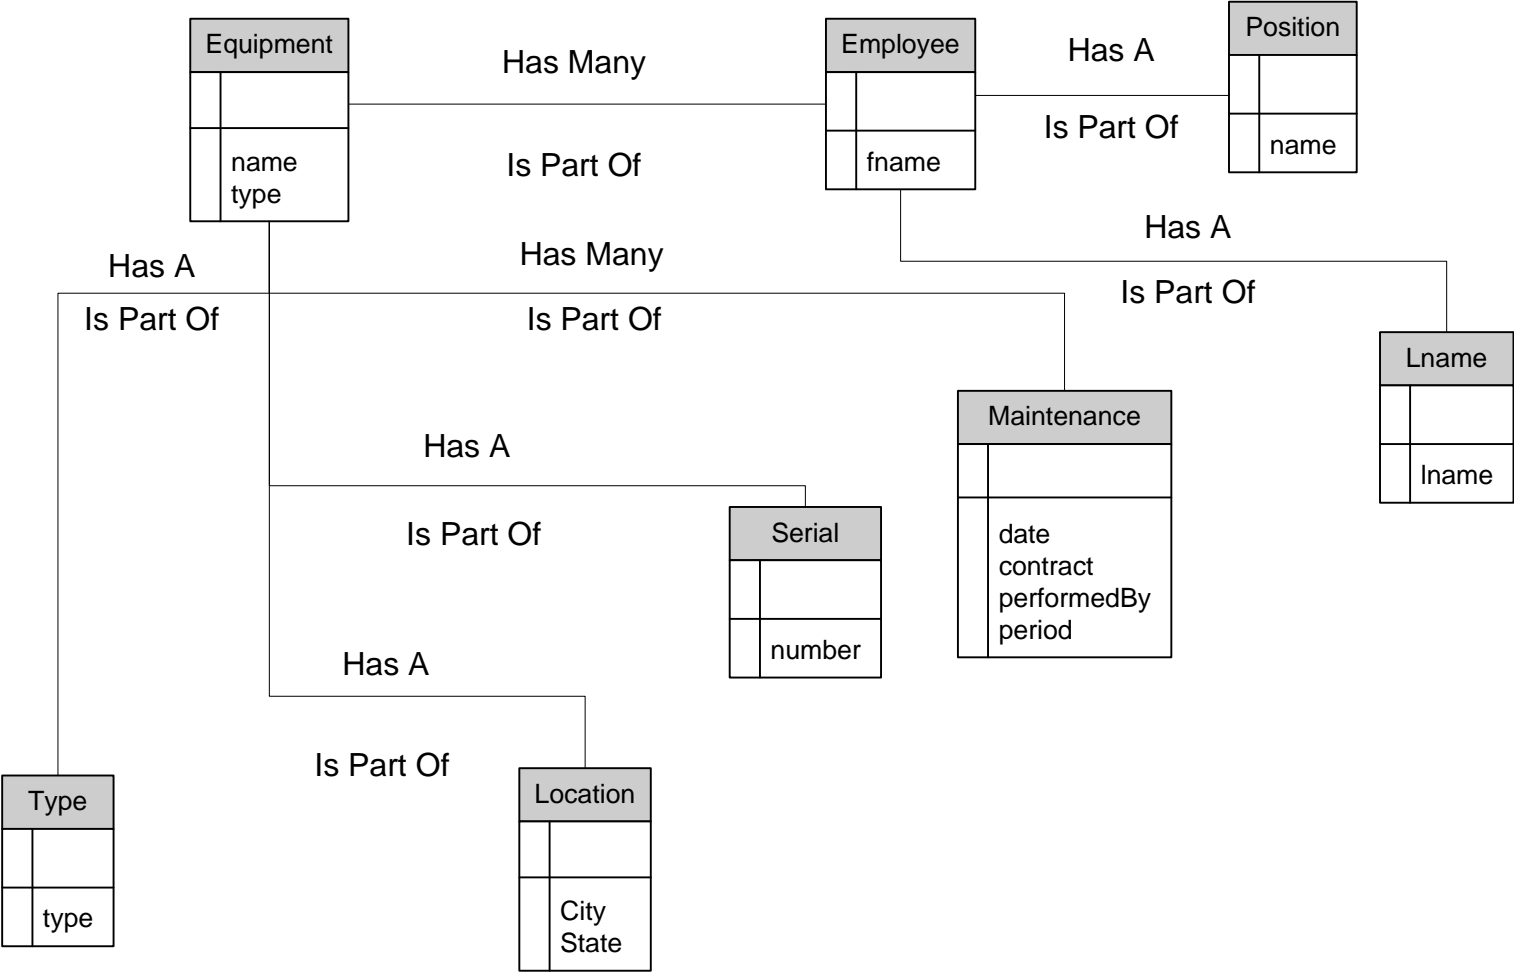 Equipment
name
type
Has Many
Is Part Of
Employee
fname
Has A
Is Part Of
Position
name
Has A
Is Part Of
Has Many
Is Part Of
Has A
Is Part Of
Lname
lname
Maintenance
date
contract
performedBy
period
Has A
Is Part Of
Serial
number
Has A
Is Part Of
Type
type
Location
City
State